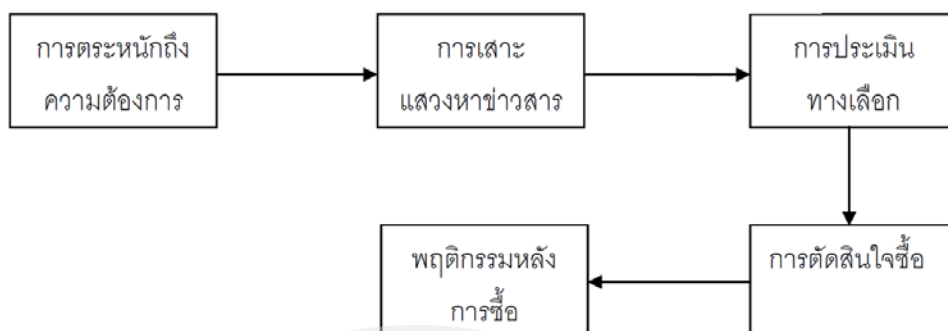 การตระหนักถึง
ความต้องการ
การเสาะ
แสวงหาข่าวสาร
การประเมิน
ทางเลือก
การตัดสินใจซื้อ
พฤติกรรมหลัง
การซื้อ